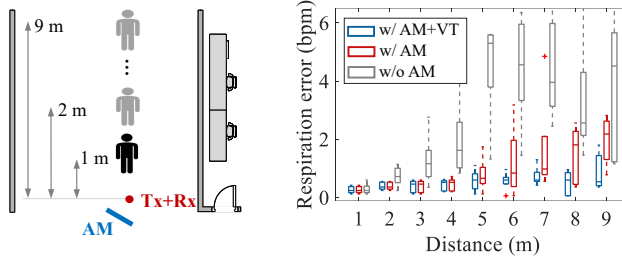 9 m
2 m
1 m
Tx+Rx
AM
Respiration error (bpm)
6
4
2
0
w/ AM+VT
w/ AM
w/o AM
1 2 3 4 5 6 7 8 9
Distance (m)